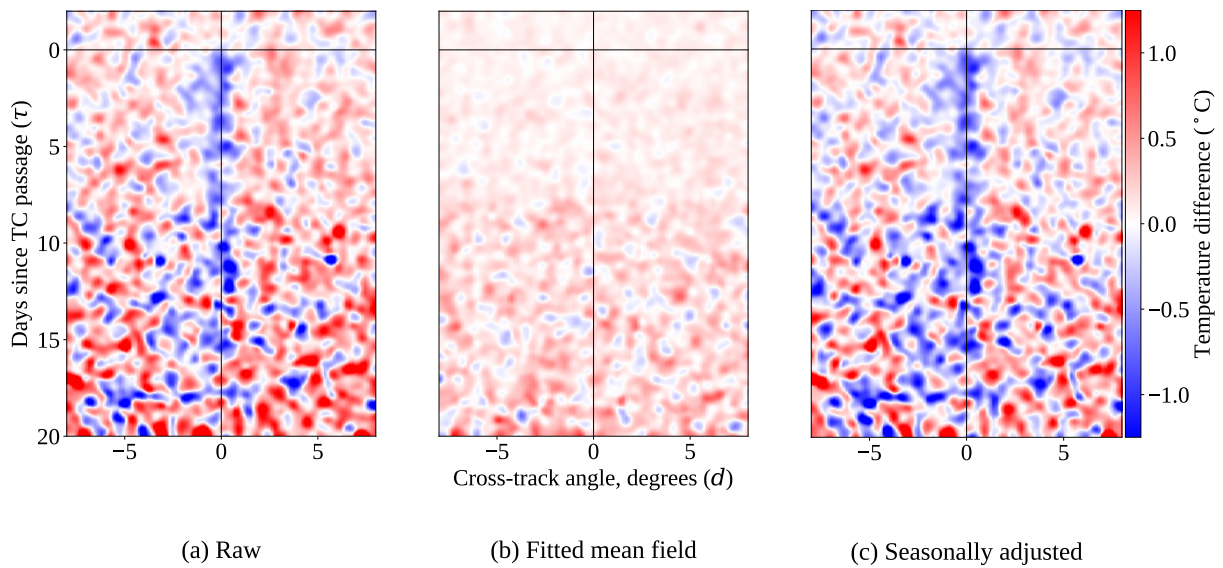 Days since TC passage (τ)
0
5
10
15
20
−5 0 5
−5 0 5
−5 0 5
Cross-track angle, degrees (d)
1.0
0.5
0.0
−0.5
−1.0
Temperature difference (°C)
(a) Raw
(b) Fitted mean field
(c) Seasonally adjusted